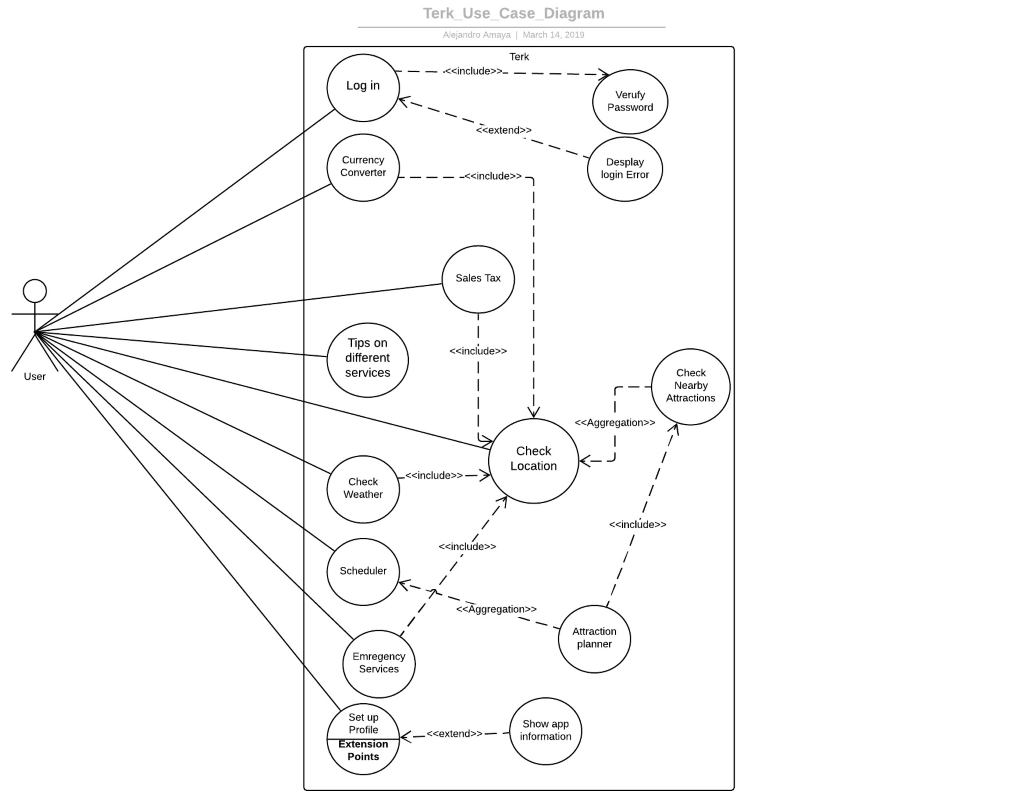 Terk_Use_Case_Diagram
Alejandro Amaya | March 14, 2019
Terk
Log in
<<include>>
Verufy
Password
<<extend>>
Desplay
login Error
Currency
Converter
<<include>>
Sales Tax
<<include>>
Tips on
different
services
User
Check
Nearby
Attractions
<<Aggregation>>
Check
Location
Check
Weather
<<include>>
<<include>>
<<include>>
Scheduler
<<Aggregation>>
Attraction
planner
Emregency
Services
Set up
Profile
Extension
Points
<<extend>>
Show app
information